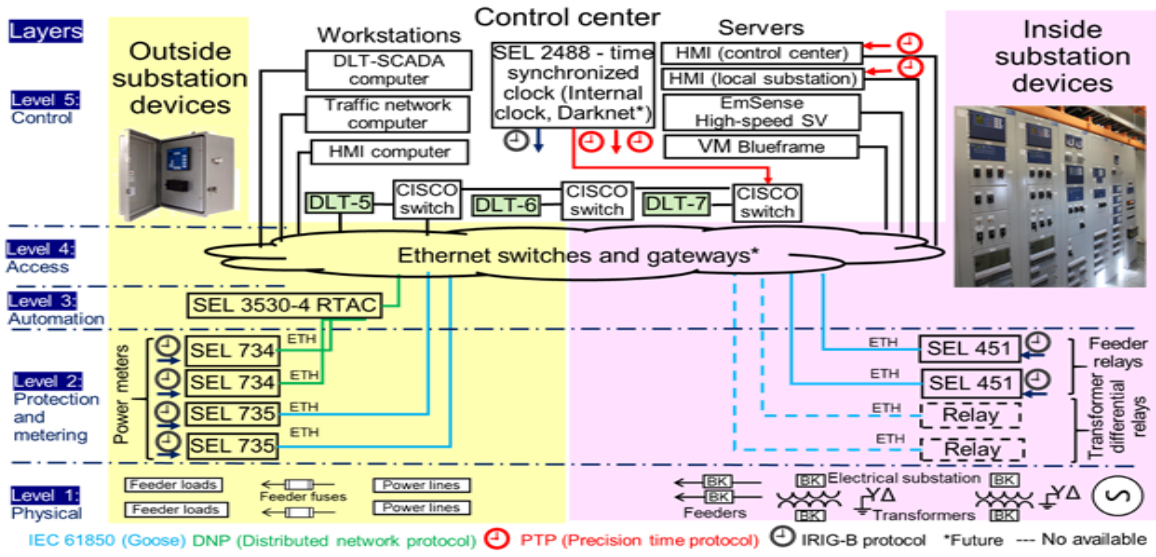 Layers
Control center
Outside
substation
devices
Workstations
DLT-SCADA
computer
Traffic network
computer
HMI computer
SEL 2488 - time
synchronized
clock (Internal
clock, Darknet*)
Servers
HMI (control center)
HMI (local substation)
EmSense
High-speed SV
VM Blueframe
Inside
substation
devices
Level 5:
Control
DLT-5
CISCO
switch
DLT-6
CISCO
switch
DLT-7
CISCO
switch
Level 4:
Access
Ethernet switches and gateways*
Level 3:
Automation
SEL 3530-4 RTAC
Level 2:
Protection
and
metering
Power meters
SEL 734
ETH
SEL 734
ETH
SEL 735
ETH
SEL 735
ETH
ETH
SEL 451
ETH
SEL 451
ETH
Relay
ETH
Relay
Feeder
relays
Transformer
differential
relays
Level 1:
Physical
Feeder loads
Feeder loads
Feeder fuses
Power lines
Power lines
BK
BK
Feeders
Electrical substation
BK
BK
Transformers
BK
BK
YΔ
YΔ
S
IEC 61850 (Goose) DNP (Distributed network protocol) PTP (Precision time protocol) IRIG-B protocol *Future --- No available